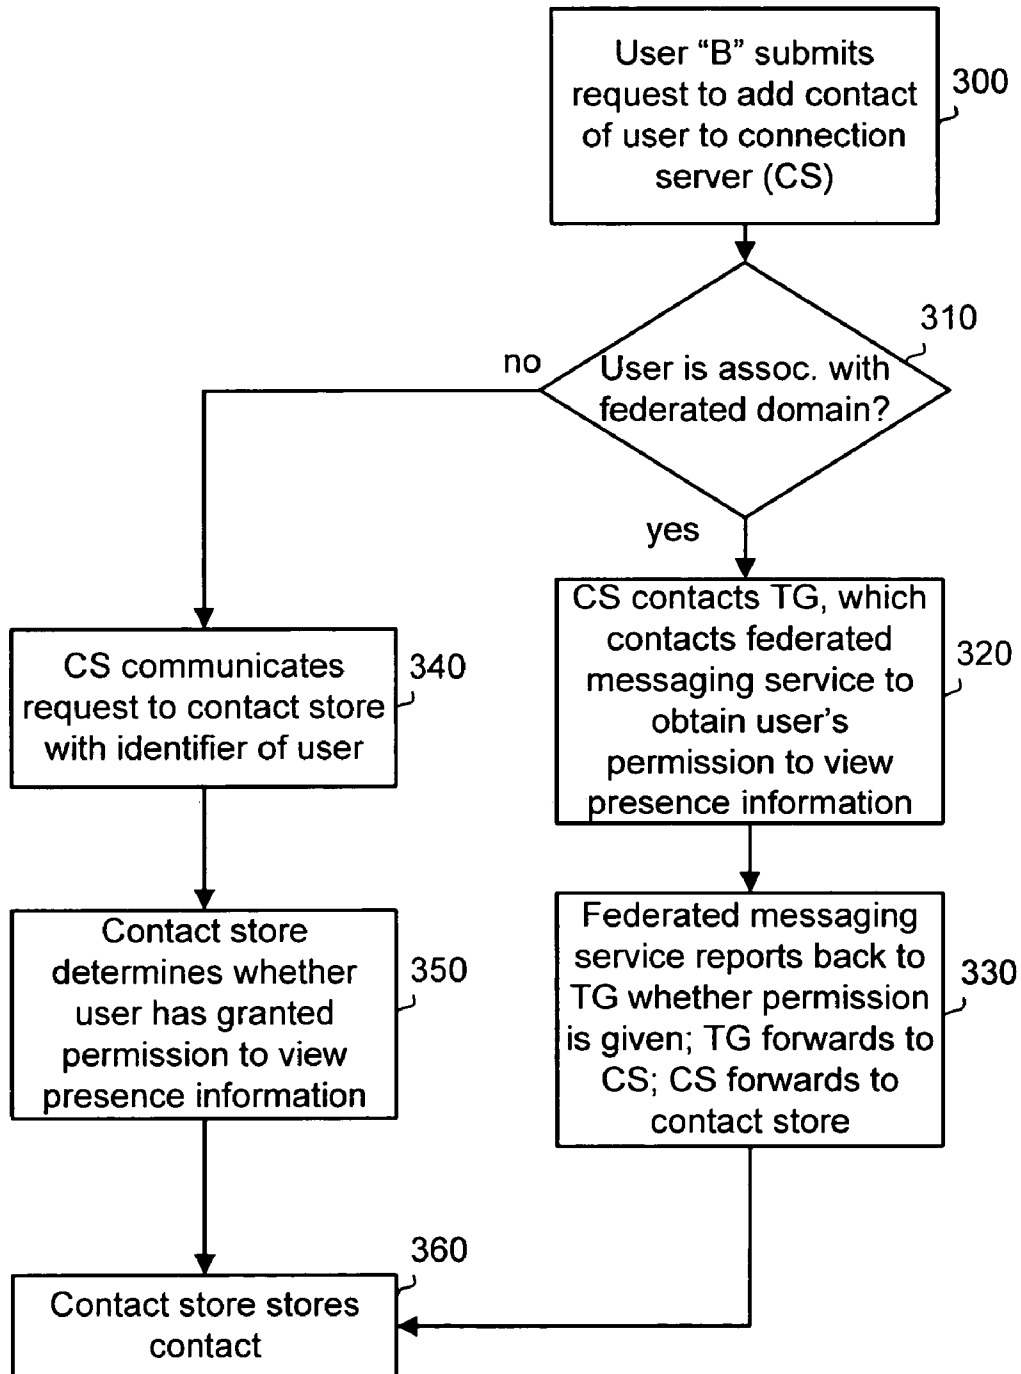 User “B” submits
request to add contact
of user to connection
server (CS)
300
310
User is assoc. with
federated domain?
no
yes
CS contacts TG, which
contacts federated
messaging service to
obtain user’s
permission to view
presence information
320
CS communicates
request to contact store
with identifier of user
340
Federated messaging
service reports back to
TG whether permission
is given; TG forwards to
CS; CS forwards to
contact store
330
Contact store
determines whether
user has granted
permission to view
presence information
350
360
Contact store stores
contact